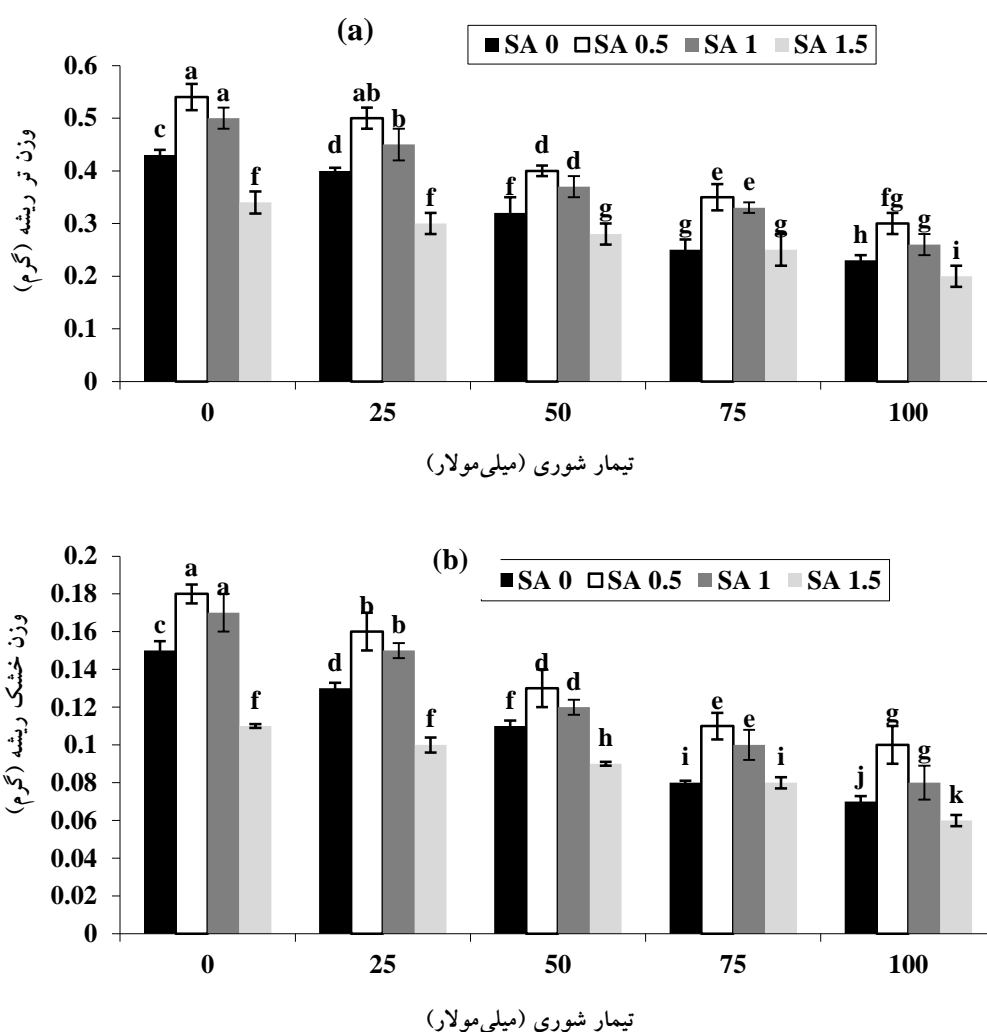 (a)
SA 0 SA 0.5 SA 1 SA 1.5
وزن تر ریشه (گرم)
0.6
0.5
0.4
0.3
0.2
0.1
0
c a a f
d ab b f
f d d g
g e e g
h fg g i
0 25 50 75 100
تیمار شوری (میلی‌مولار)
(b)
SA 0 SA 0.5 SA 1 SA 1.5
وزن خشک ریشه (گرم)
0.2
0.18
0.16
0.14
0.12
0.1
0.08
0.06
0.04
0.02
0
c a a f
d b b f
f d d h
i e e i
j g g k
0 25 50 75 100
تیمار شوری (میلی‌مولار)